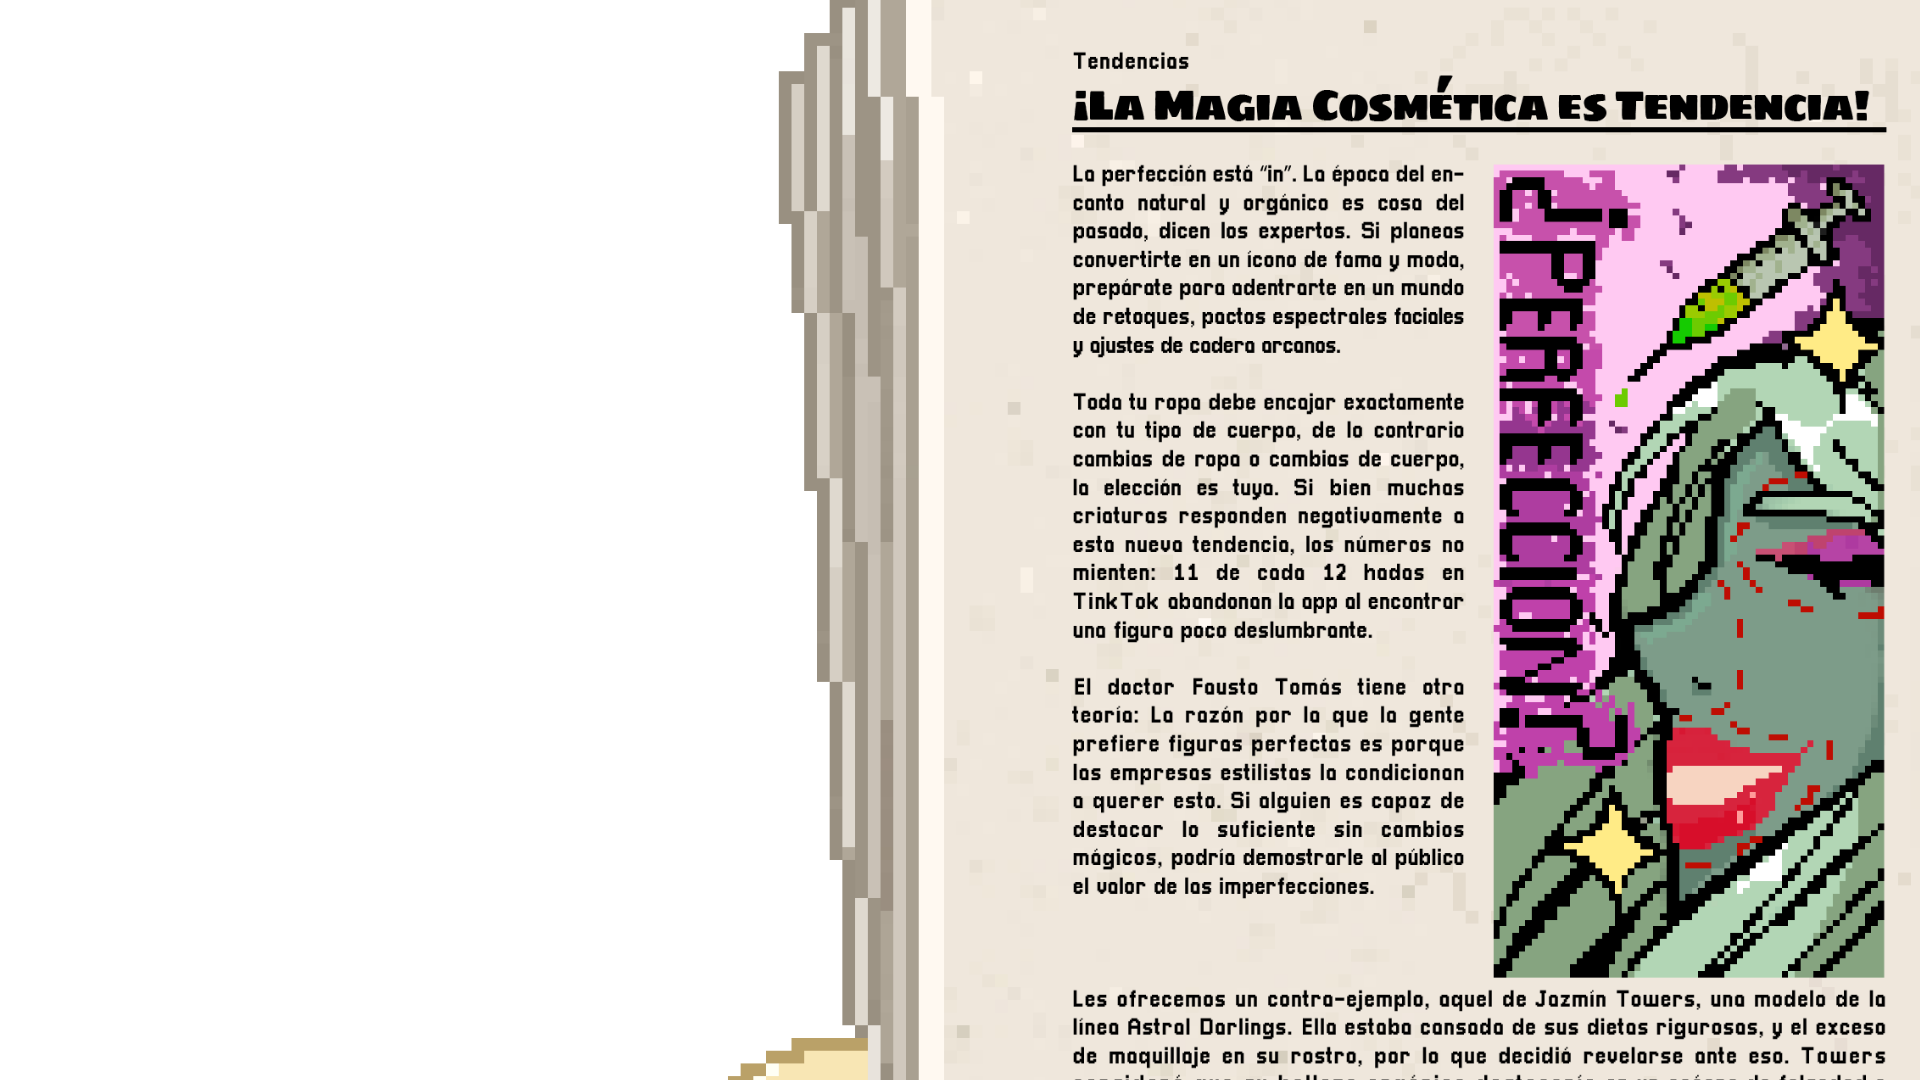 Tendencias
¡La Magia Cosmética es Tendencia!
La perfección está “in”. La época del en-
canto natural y orgánico es cosa del
pasado, dicen los expertos. Si planeas
convertirte en un ícono de fama y moda,
prepárate para adentrarte en un mundo
de retoques, pactos espectrales faciales
y ajustes de cadera arcanos.
Toda tu ropa debe encajar exactamente
con tu tipo de cuerpo, de lo contrario
cambias de ropa o cambias de cuerpo,
la elección es tuya. Si bien muchas
criaturas responden negativamente a
esta nueva tendencia, los números no
mienten: 11 de cada 12 hadas en
TinkTok abandonan la app al encontrar
una figura poco deslumbrante.
El doctor Fausto Tomás tiene otra
teoría: La razón por la que la gente
prefiere figuras perfectas es porque
las empresas estilistas la condicionan
a querer esto. Si alguien es capaz de
destacar lo suficiente sin cambios
mágicos, podría demostrarle al público
el valor de las imperfecciones.
¿PERFECCIÓN?
Les ofrecemos un contra-ejemplo, aquel de Jazmín Towers, una modelo de la
línea Astral Darlings. Ella estaba cansada de sus dietas rigurosas, y el exceso
de maquillaje en su rostro, por lo que decidió revelarse ante eso. Towers